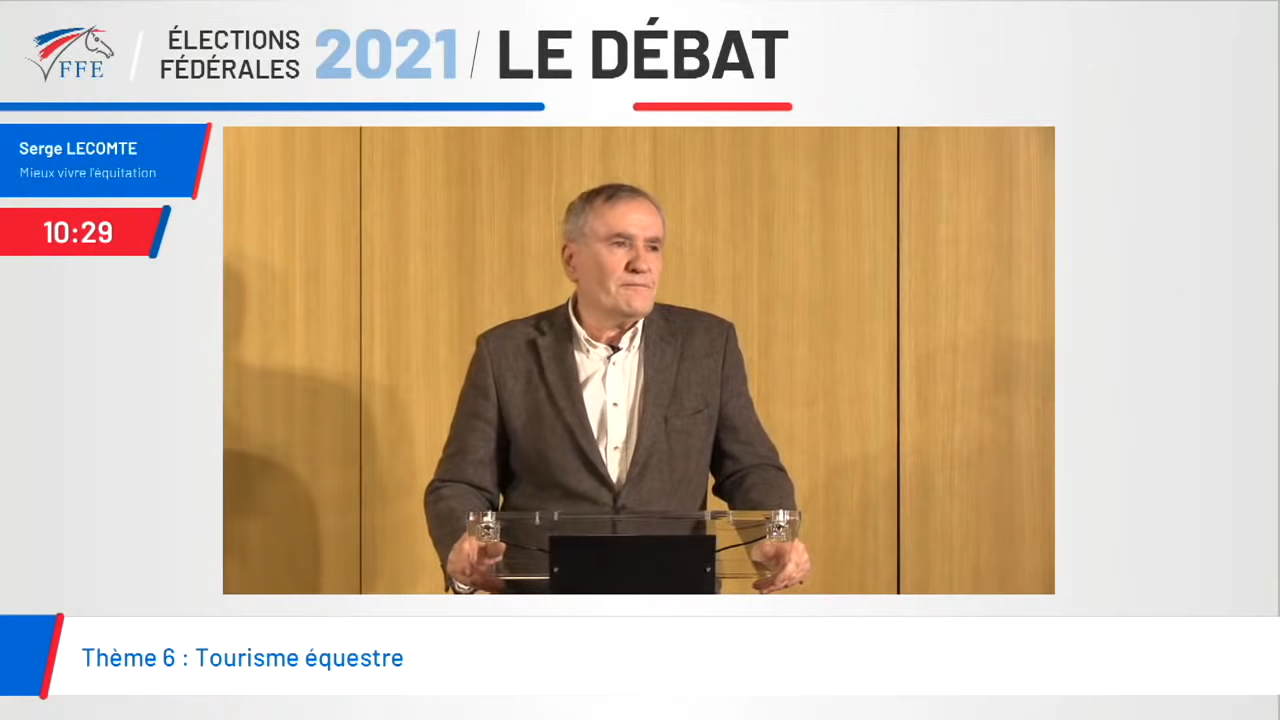 FFE
ÉLECTIONS
FÉDÉRALES
2021
LE DÉBAT
Serge LECOMTE
Mieux vivre l'équitation
10:29
Thème 6 : Tourisme équestre